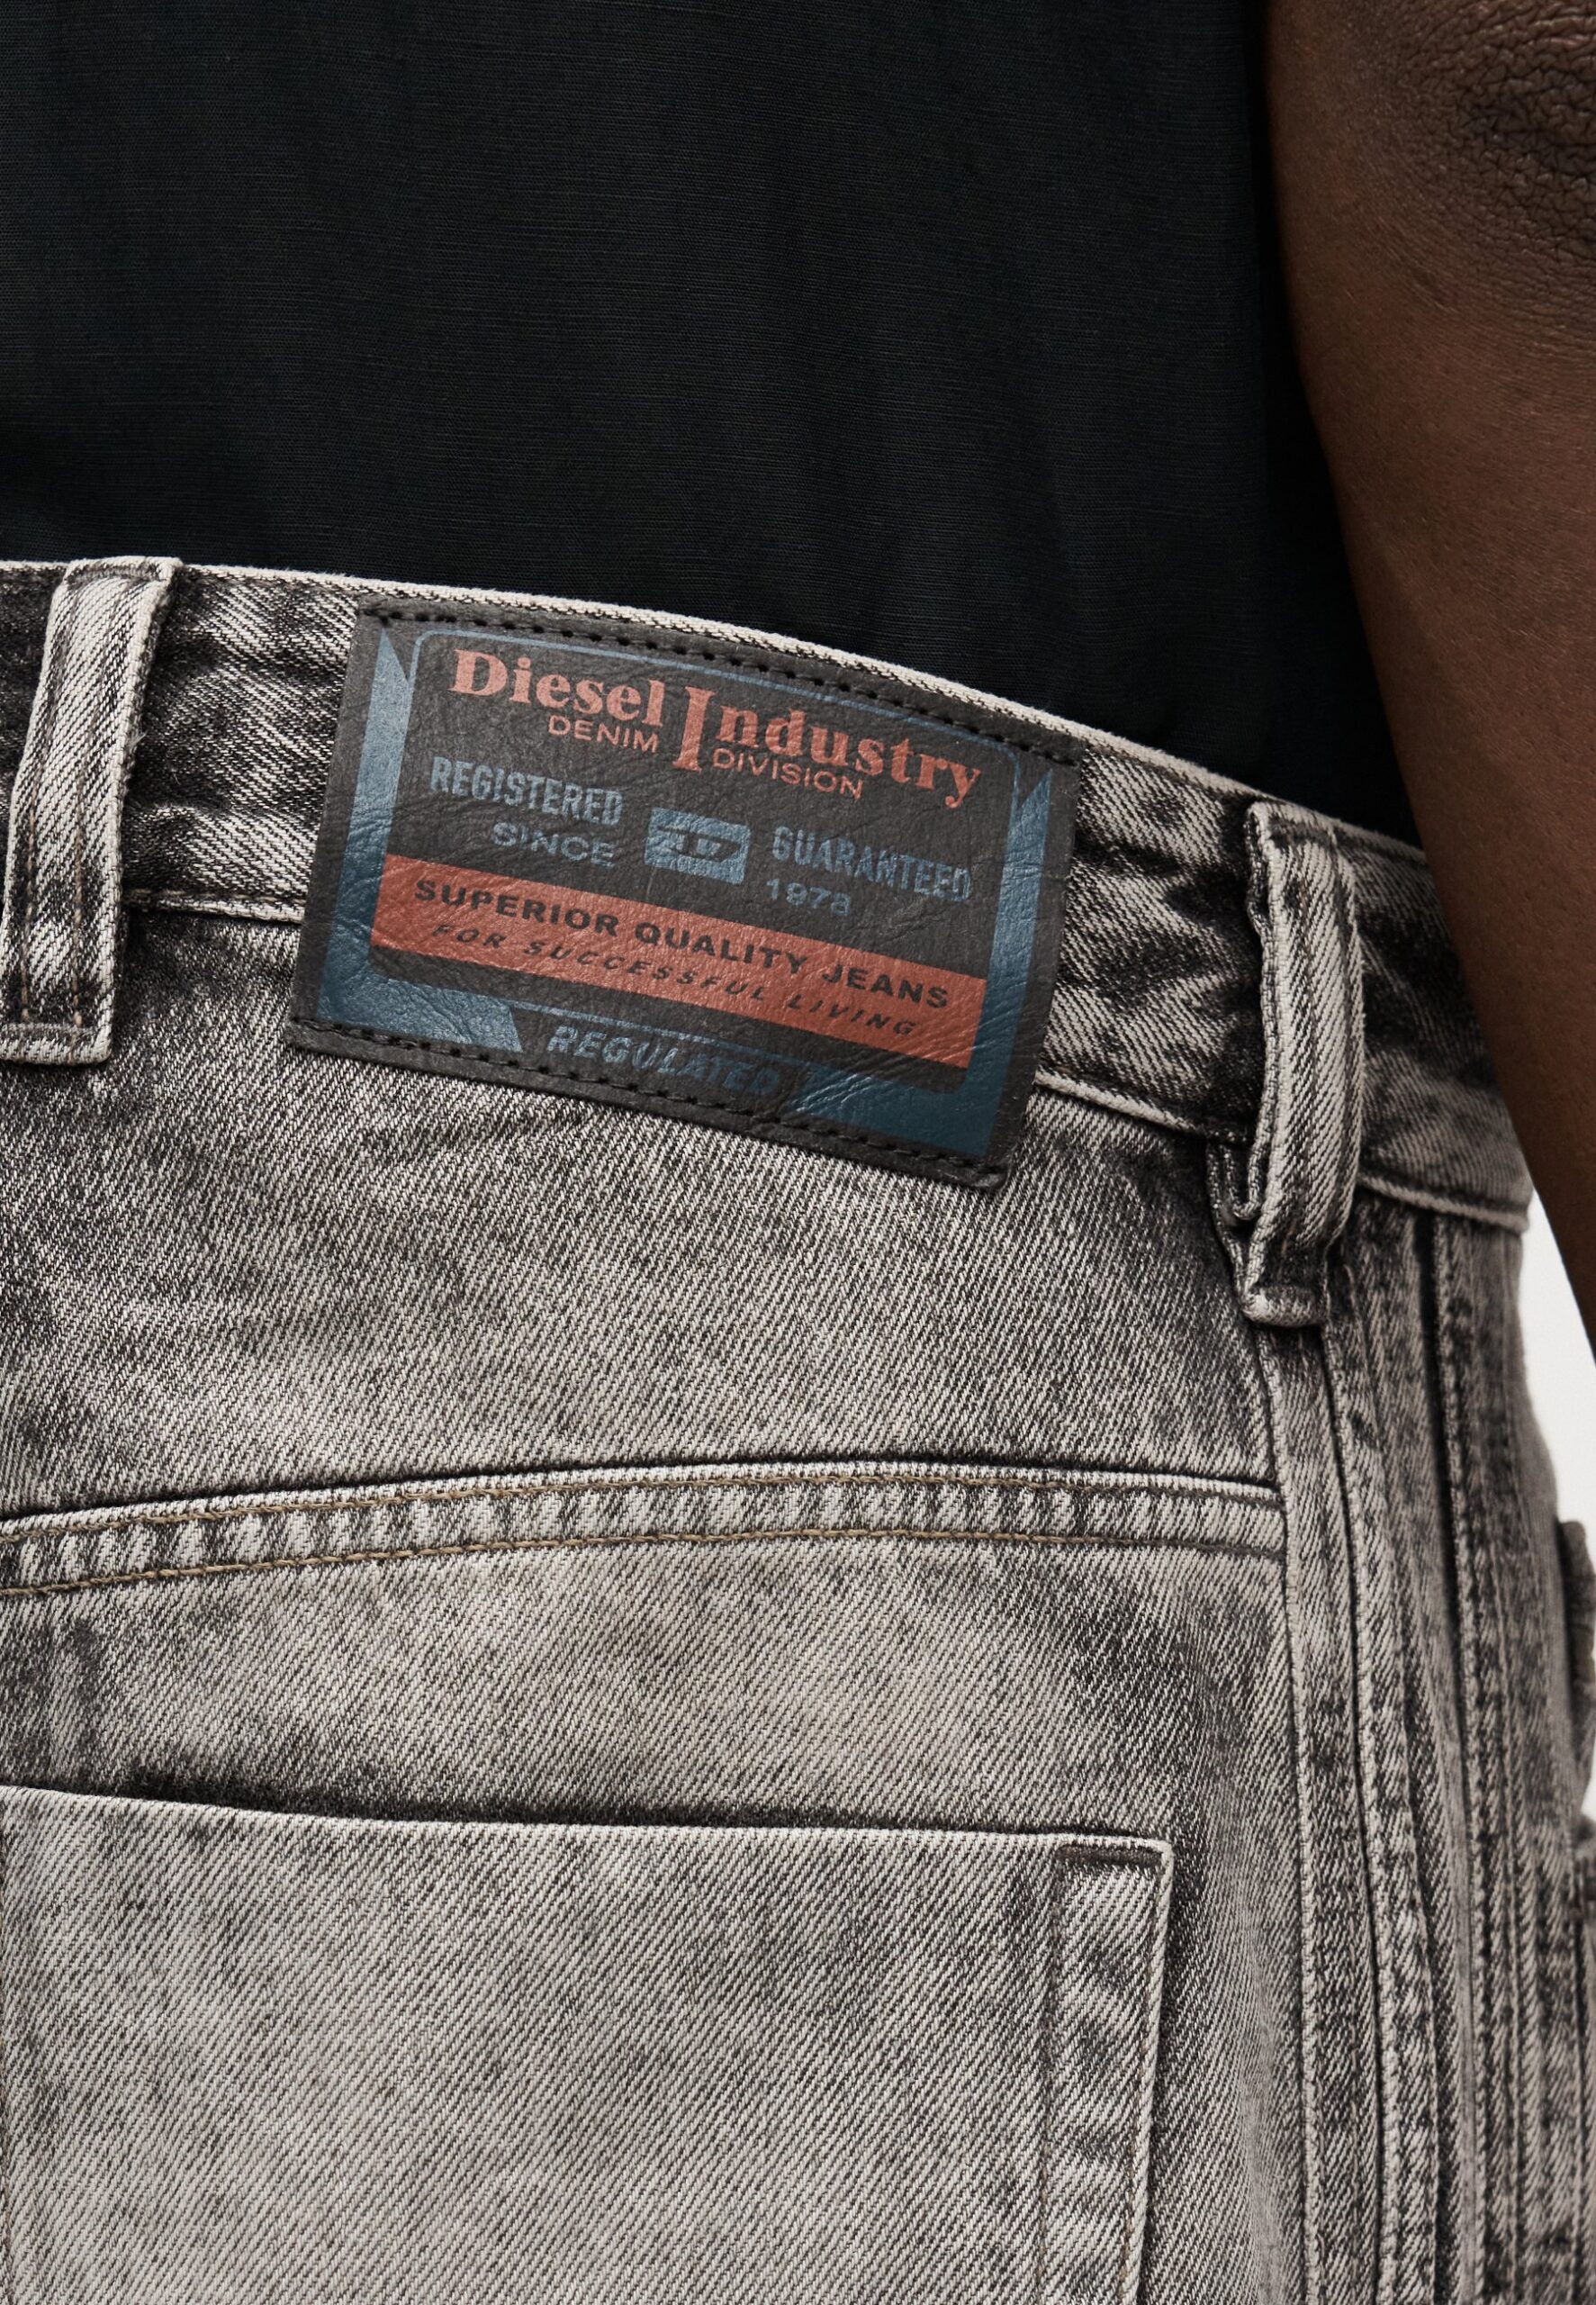 Diesel Industry
DENIM DIVISION
REGISTERED GUARANTEED
SINCE 1978
SUPERIOR QUALITY JEANS
FOR SUCCESSFUL LIVING
REGULATED